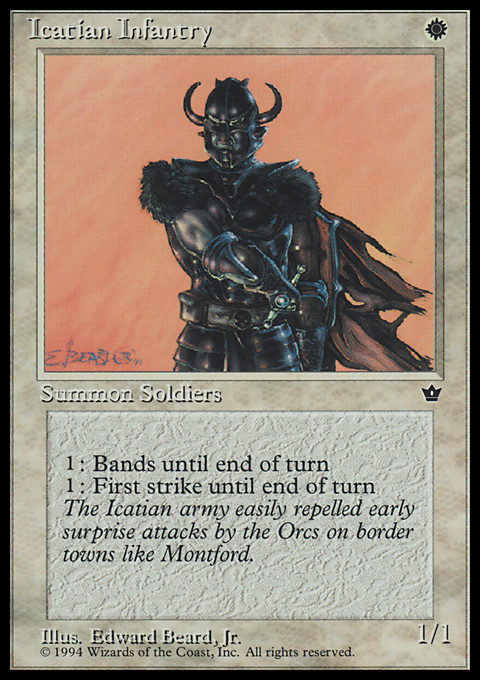 Icatian Infantry
Summon Soldiers
1: Bands until end of turn
1: First strike until end of turn
The Icatian army easily repelled early
surprise attacks by the Orcs on border
towns like Montford.
Illus. Edward Beard, Jr.
1/1
© 1994 Wizards of the Coast, Inc. All rights reserved.